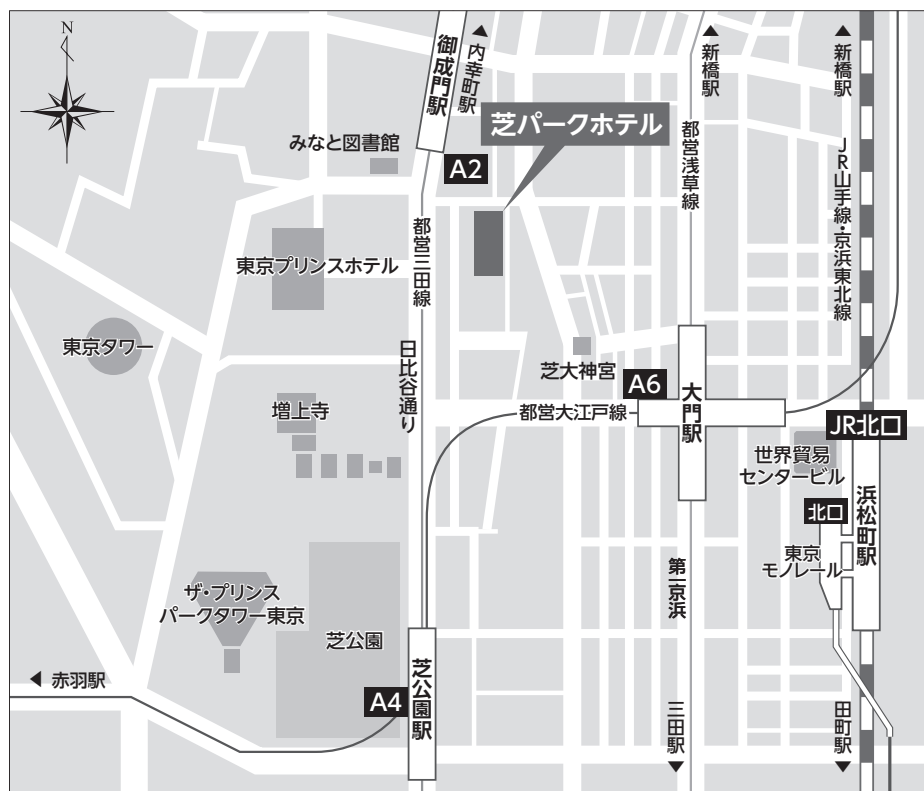 N
御成門駅
内幸町駅
新橋駅
新橋駅
芝パークホテル
みなと図書館
A2
都営浅草線
JR山手線・京浜東北線
都営三田線
東京プリンスホテル
東京タワー
日比谷通り
芝大神宮
A6
大門駅
増上寺
都営大江戸線
JR北口
世界貿易
センタービル
北口
浜松町駅
東京
モノレール
第一京浜
ザ・プリンス
パークタワー東京
芝公園
赤羽駅
A4
芝公園駅
三田駅
田町駅